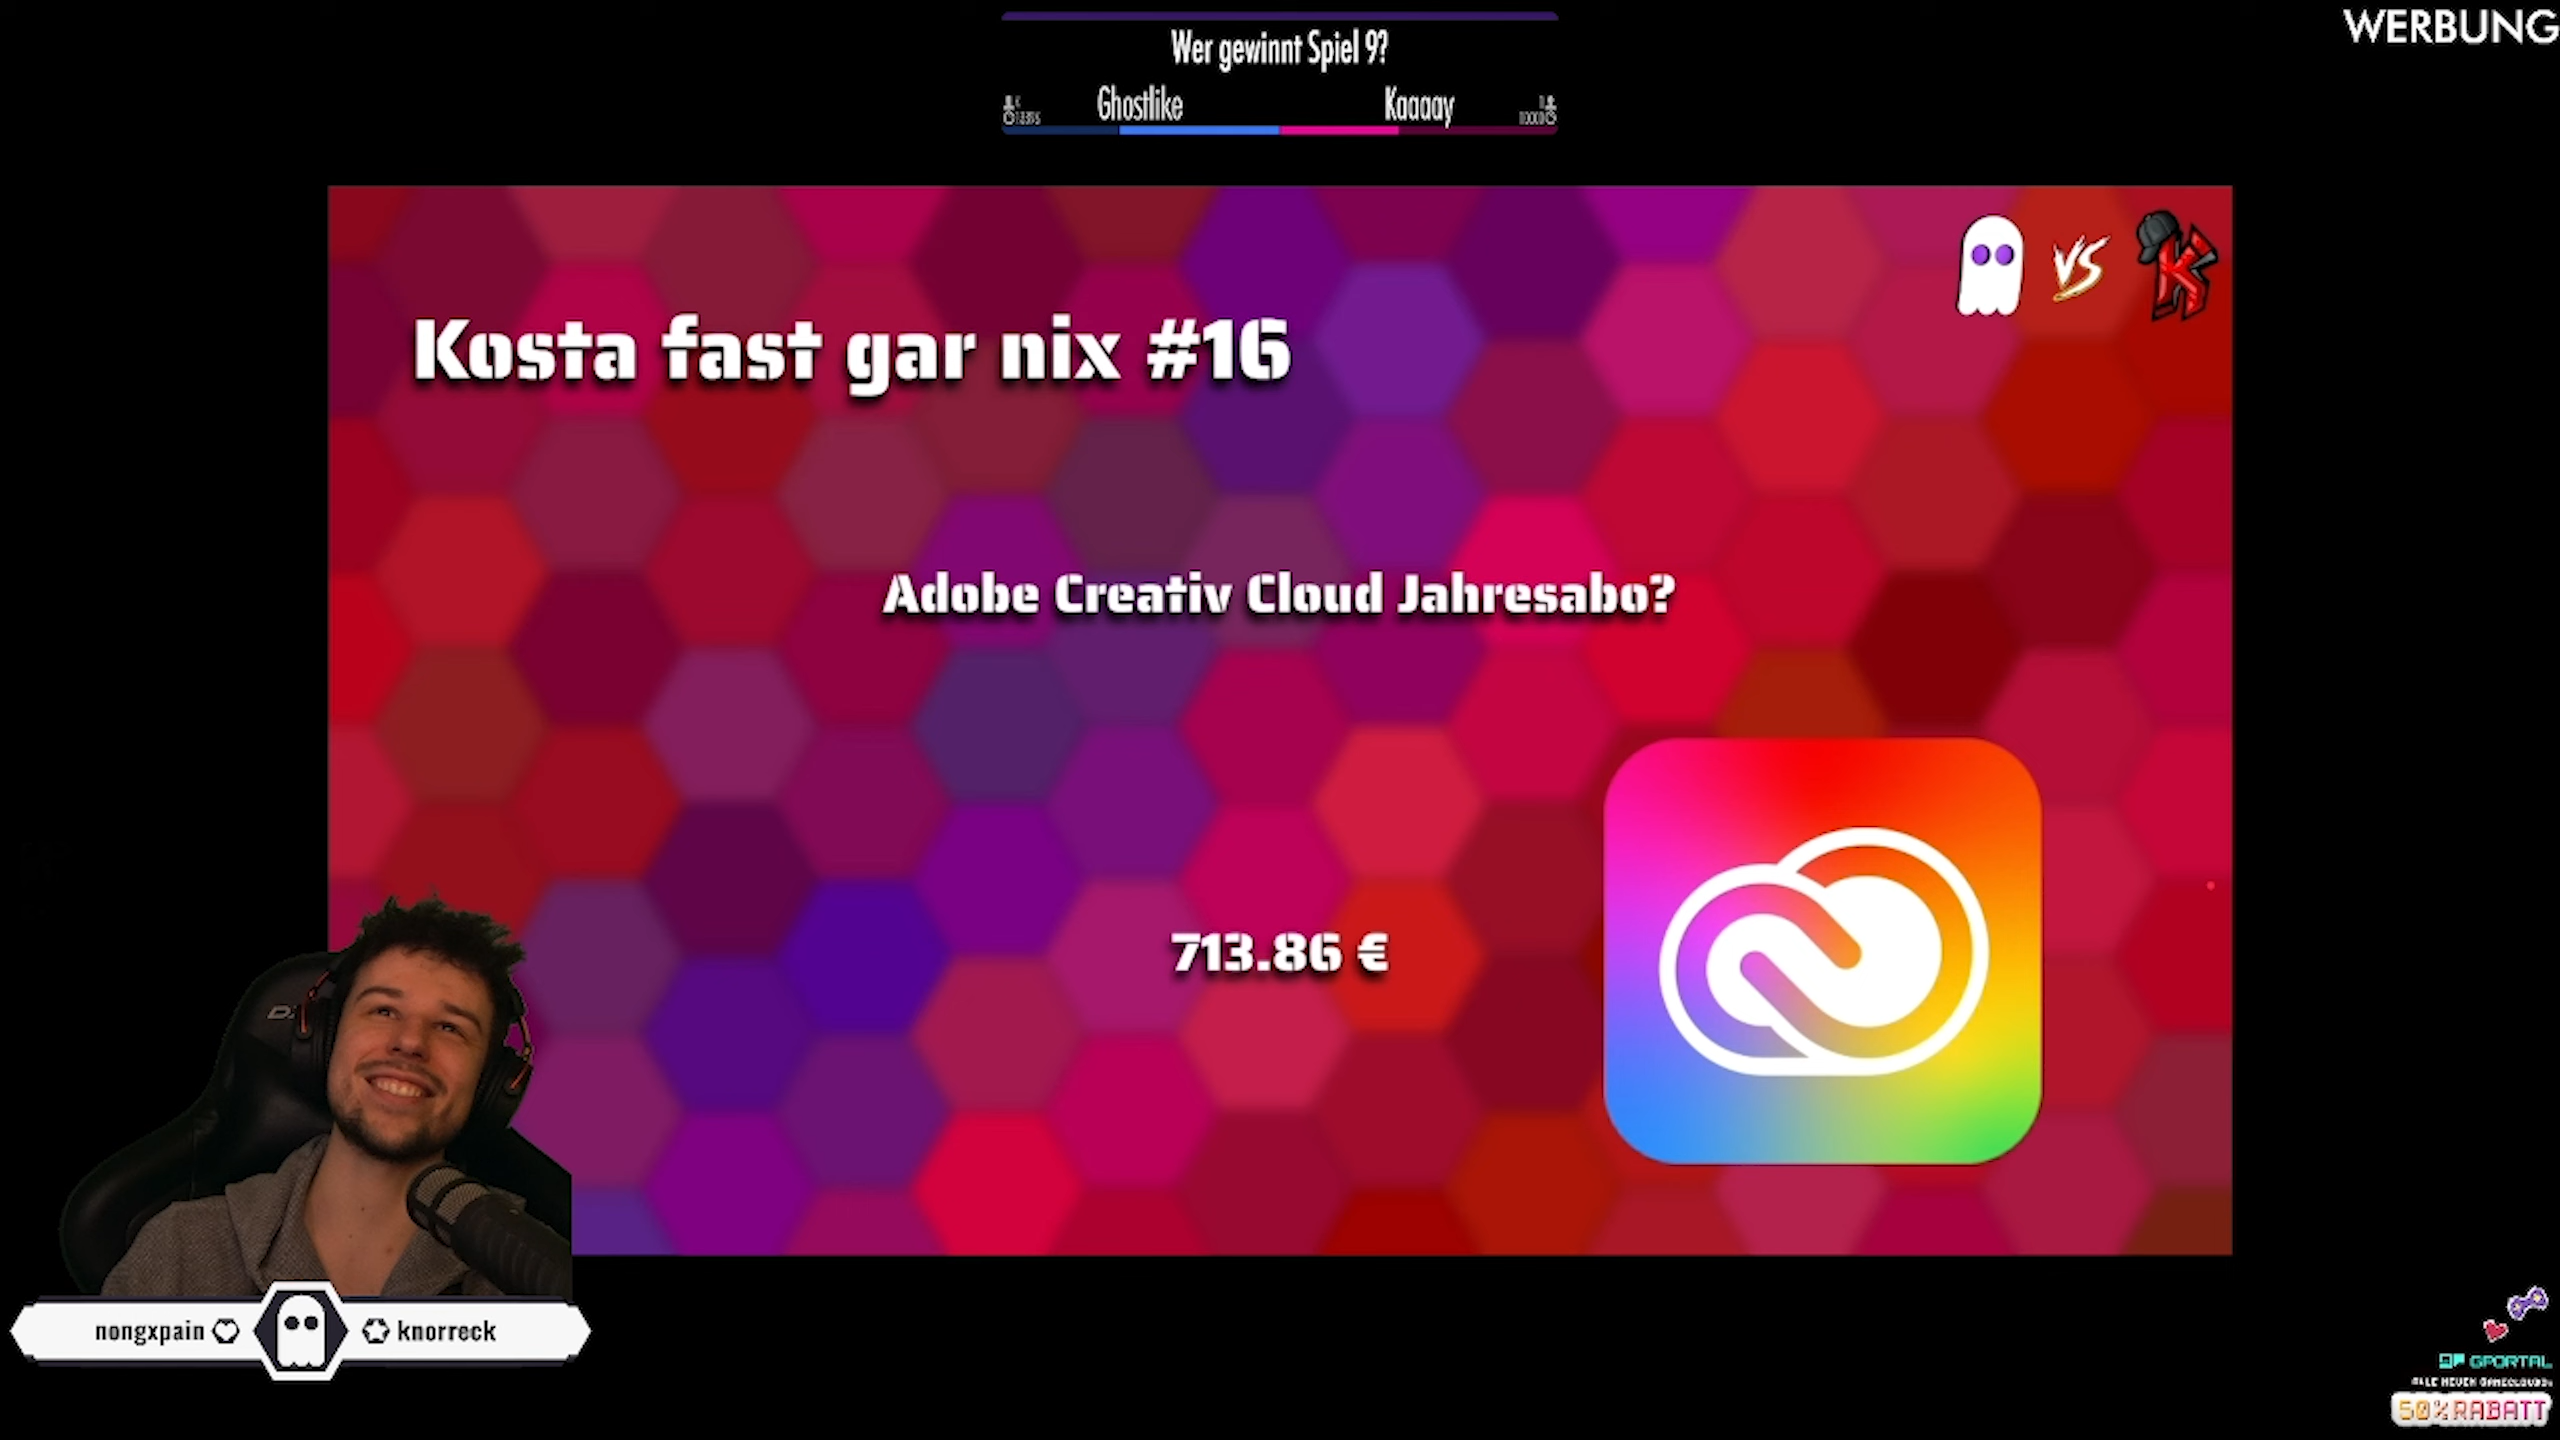 WERBUNG
Wer gewinnt Spiel 9?
Ghostlike
Kaaaay
VS
K
Kosta fast gar nix #16
Adobe Creativ Cloud Jahresabo?
713.86 €
nongxpain
knorreck
GPORTAL
50% RABATT